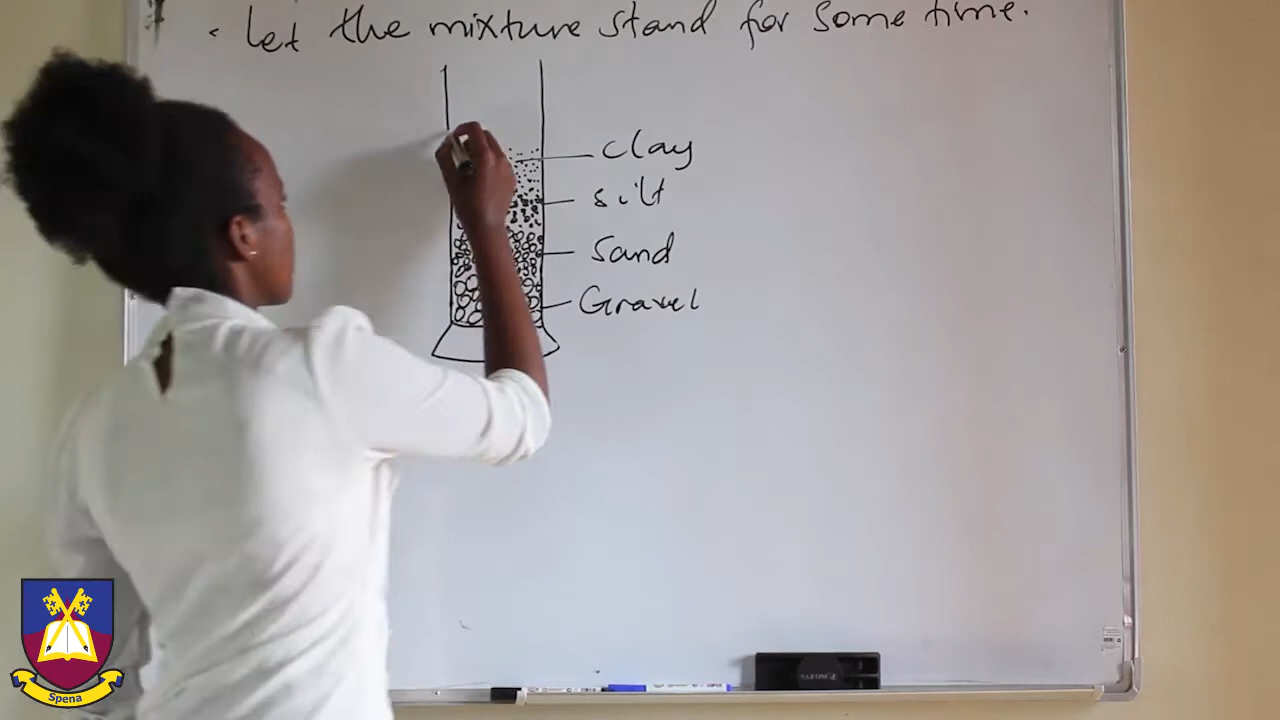 Let the mixture stand for some time.
clay
silt
Sand
Gravel
Spena